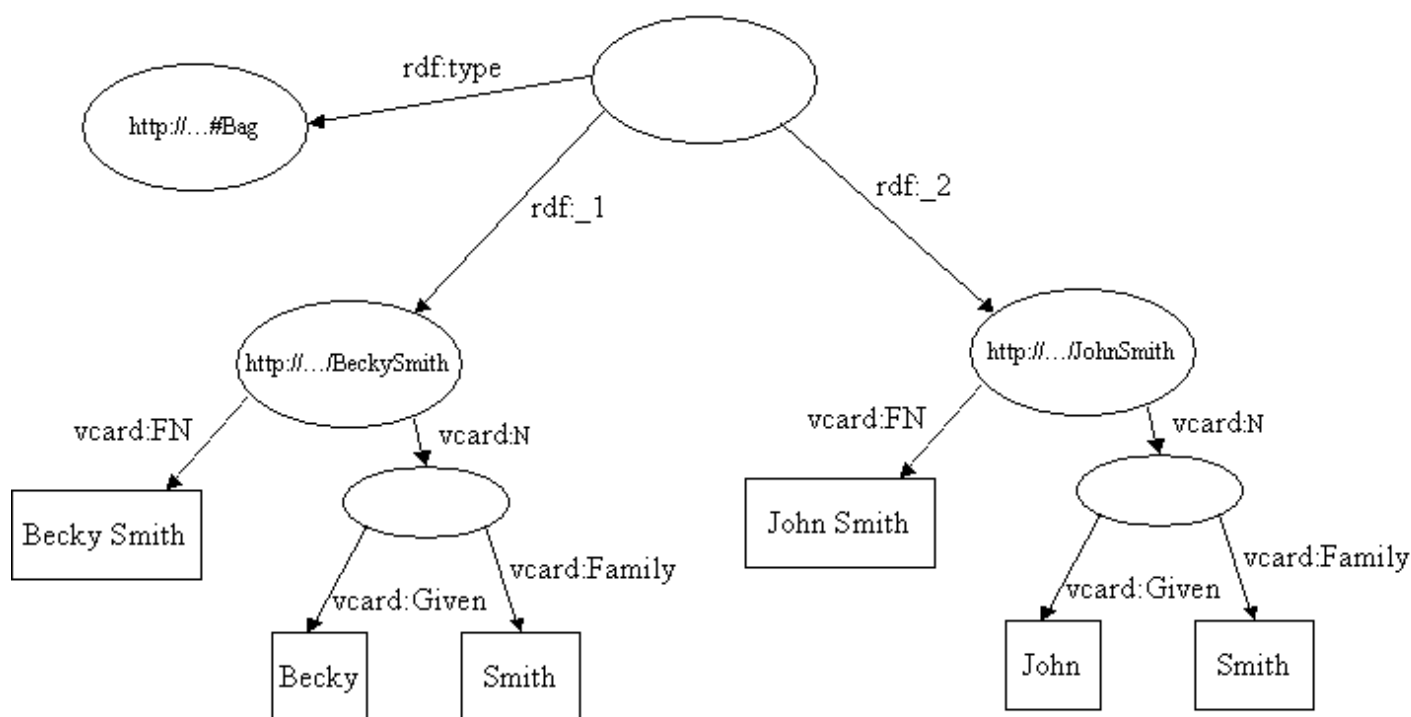 rdf:type
http://...#Bag
rdf:_1
rdf:_2
http://.../BeckySmith
http://.../JohnSmith
vcard:FN
vcard:N
vcard:FN
vcard:N
Becky Smith
John Smith
vcard:Family
vcard:Given
vcard:Family
vcard:Given
Becky
Smith
John
Smith